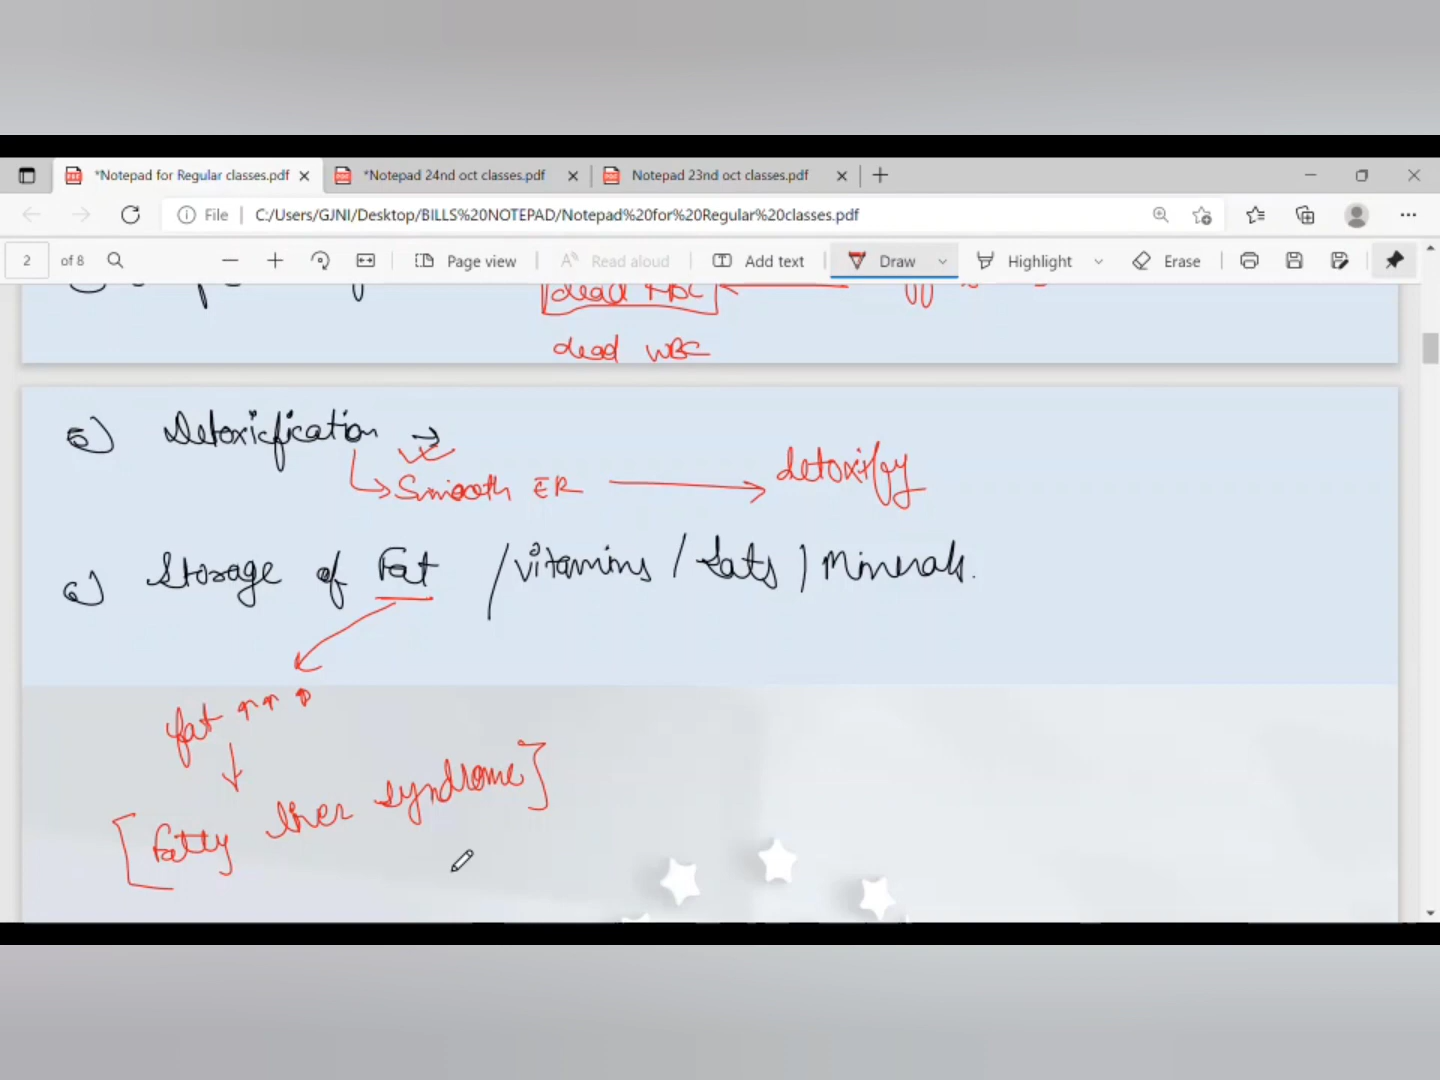 *Notepad for Regular classes.pdf
*Notepad 24nd oct classes.pdf
Notepad 23nd oct classes.pdf
File C:/Users/GJNI/Desktop/BILLS%20NOTEPAD/Notepad%20for%20Regular%20classes.pdf
2 of 8 Page view Read aloud Add text Draw Highlight Erase
dead RBC
dead WBC
5) Detoxicfication →
Smooth ER → detoxify
6) Storage of Fat / Vitamins / Sats / Minerals.
fat ↑↑↑
[Fatty liver syndrome]